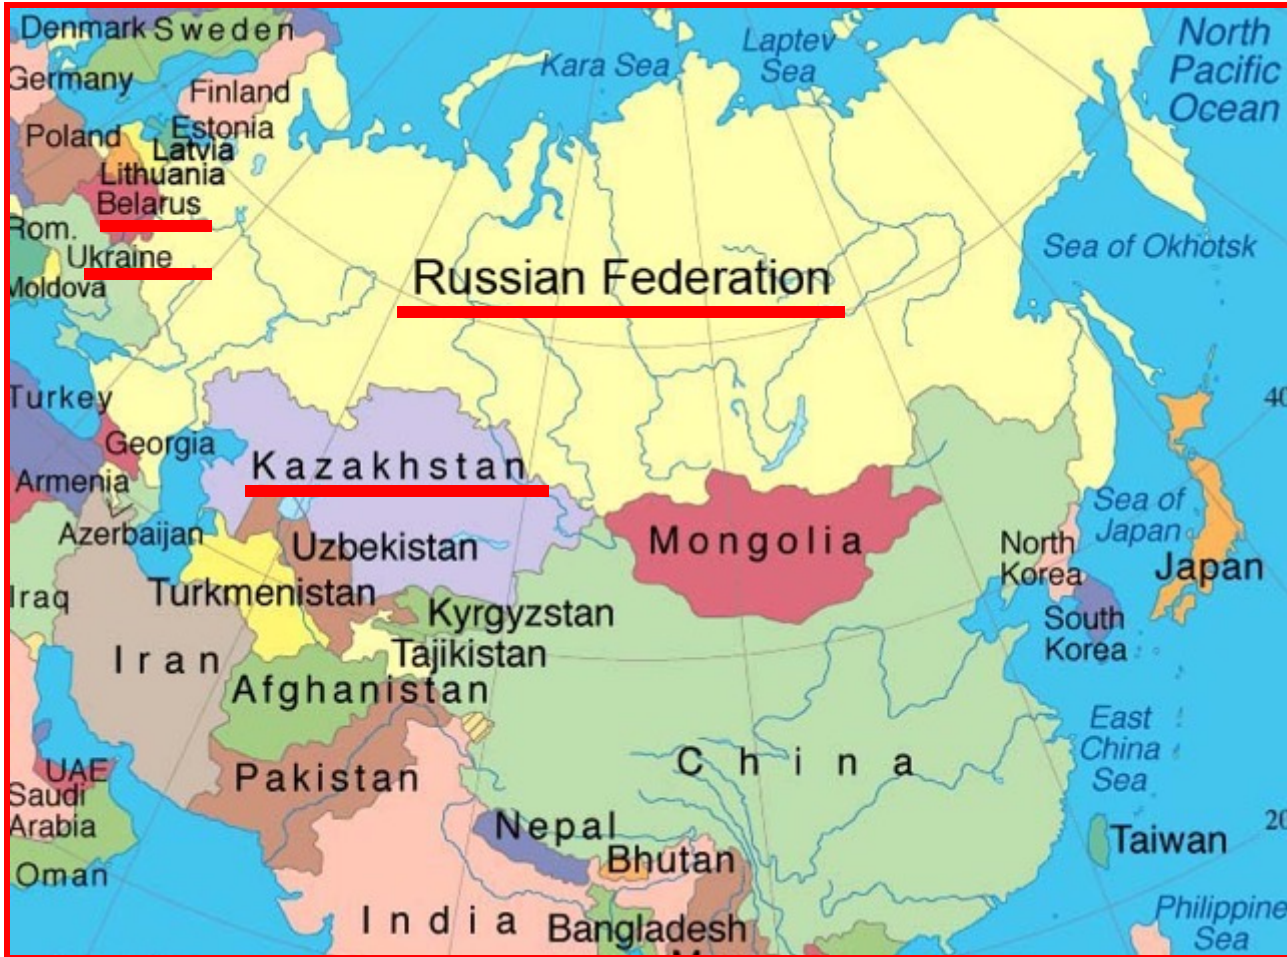 Denmark
Sweden
North
Pacific
Ocean
Laptev
Sea
Kara Sea
Germany
Finland
Estonia
Poland
Latvia
Lithuania
Belarus
Rom.
Ukraine
Sea of Okhotsk
Russian Federation
Moldova
Turkey
40
Georgia
Kazakhstan
Armenia
Sea of
Japan
Azerbaijan
Uzbekistan
Mongolia
North
Korea
Japan
Iraq
Turkmenistan
Kyrgyzstan
South
Korea
Iran
Tajikistan
Afghanistan
East
China
Sea
China
UAE
Pakistan
Saudi
Arabia
Nepal
20
Taiwan
Bhutan
Oman
India
Bangladesh
Philippine
Sea